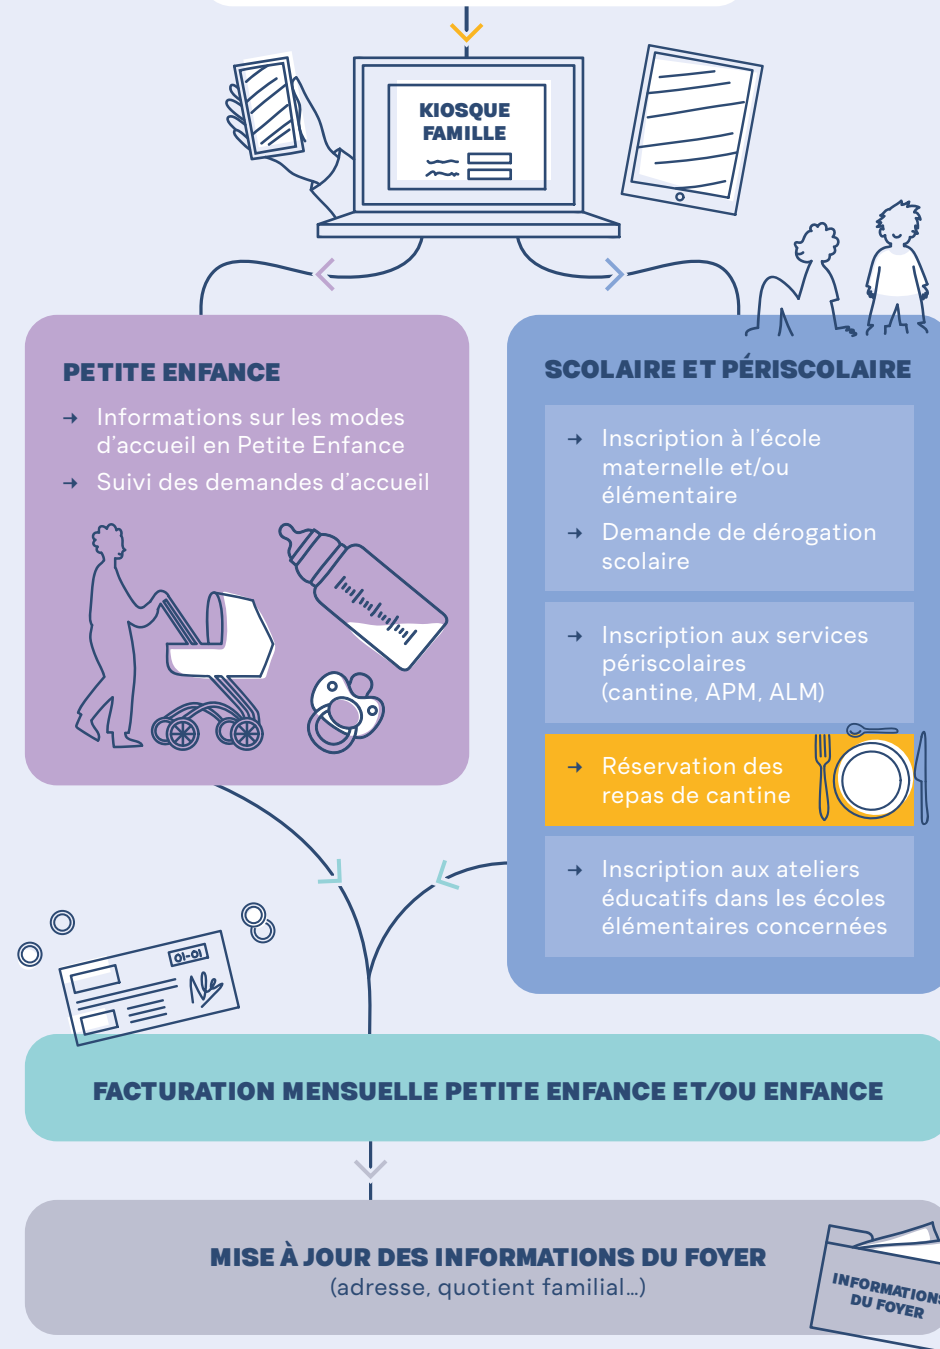 KIOSQUE
FAMILLE
PETITE ENFANCE
→ Informations sur les modes
d'accueil en Petite Enfance
→ Suivi des demandes d'accueil
SCOLAIRE ET PÉRISCOLAIRE
→ Inscription à l'école
maternelle et/ou
élémentaire
→ Demande de dérogation
scolaire
→ Inscription aux services
périscolaires
(cantine, APM, ALM)
→ Réservation des
repas de cantine
→ Inscription aux ateliers
éducatifs dans les écoles
élémentaires concernées
01-01
FACTURATION MENSUELLE PETITE ENFANCE ET/OU ENFANCE
MISE À JOUR DES INFORMATIONS DU FOYER
(adresse, quotient familial...)
INFORMATIONS
DU FOYER